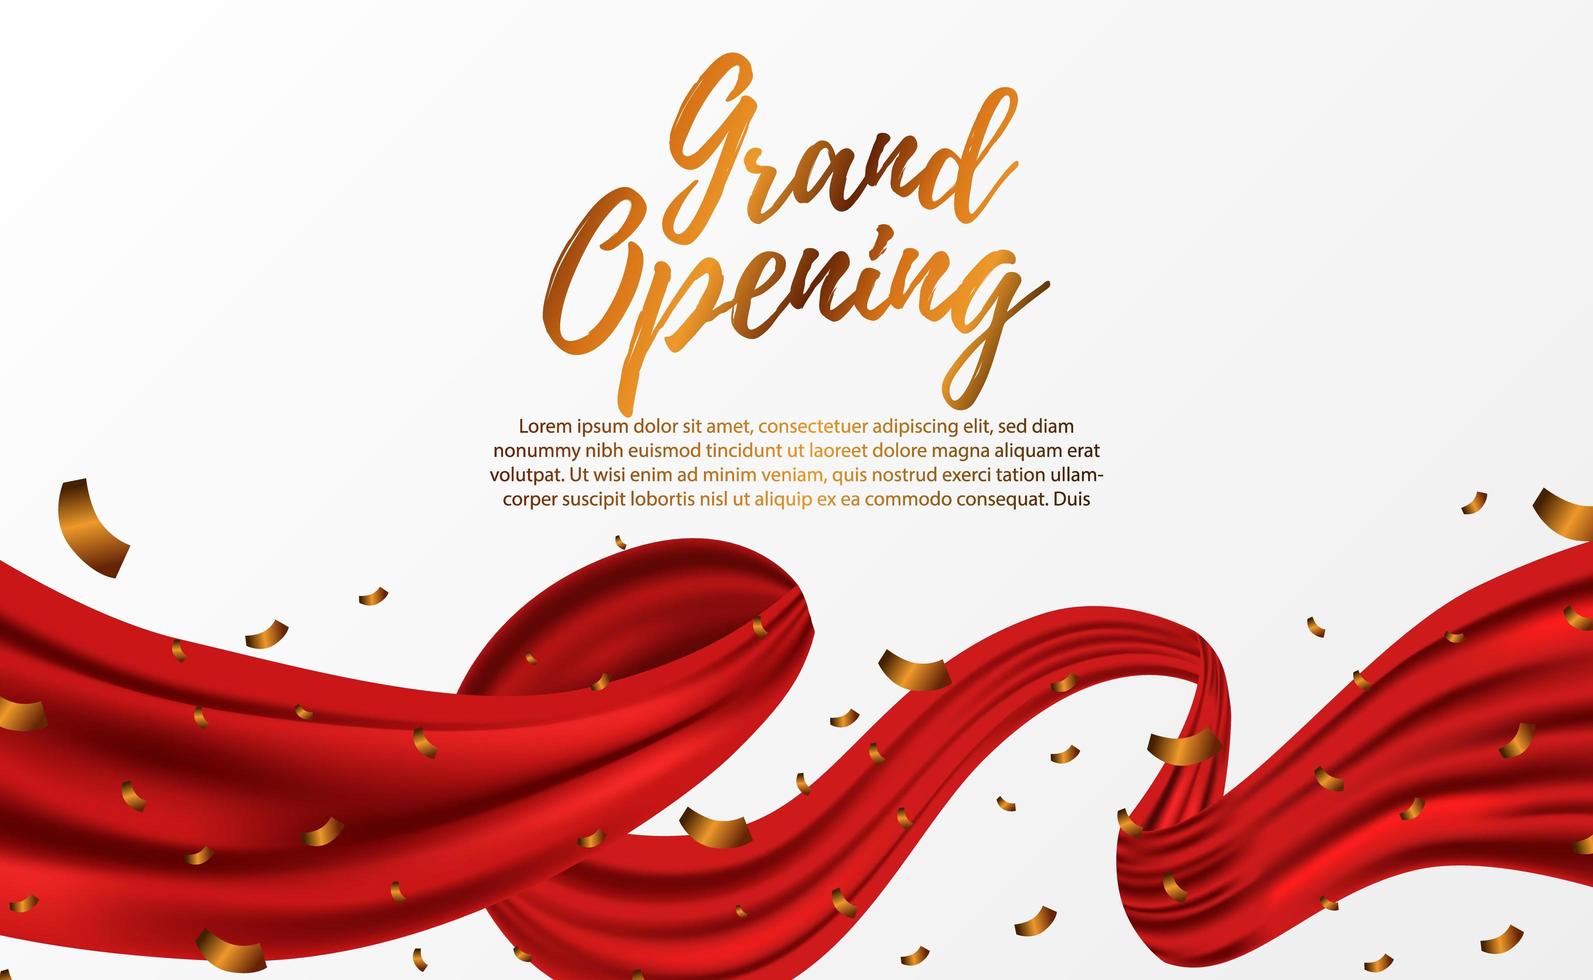 Grand
Opening
Lorem ipsum dolor sit amet, consectetuer adipiscing elit, sed diam
nonummy nibh euismod tincidunt ut laoreet dolore magna aliquam erat
volutpat. Ut wisi enim ad minim veniam, quis nostrud exerci tation ullam-
corper suscipit lobortis nisl ut aliquip ex ea commodo consequat. Duis